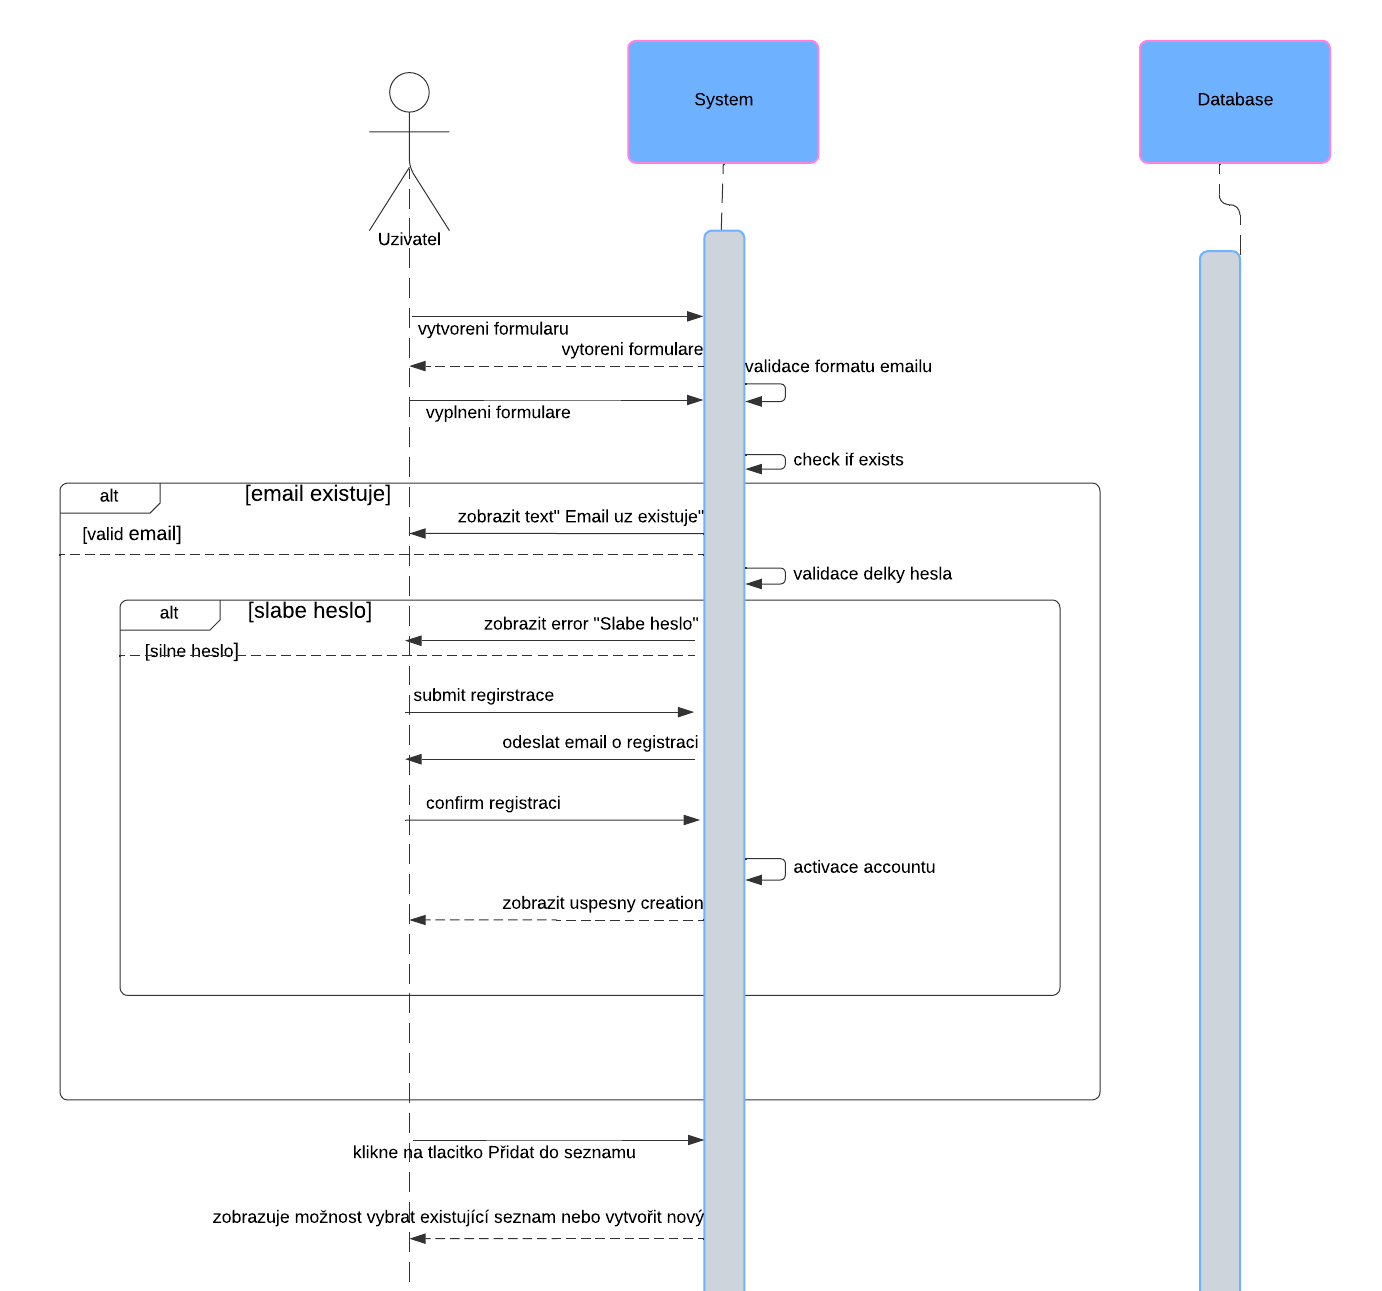 System
Database
Uzivatel
vytvoreni formularu
vytoreni formulare
validace formatu emailu
vyplneni formulare
check if exists
alt
[email existuje]
zobrazit text" Email uz existuje"
[valid email]
validace delky hesla
alt
[slabe heslo]
zobrazit error "Slabe heslo"
[silne heslo]
submit regirstrace
odeslat email o registraci
confirm registraci
activace accountu
zobrazit uspesny creation
klikne na tlacitko Přidat do seznamu
zobrazuje možnost vybrat existující seznam nebo vytvořit nový